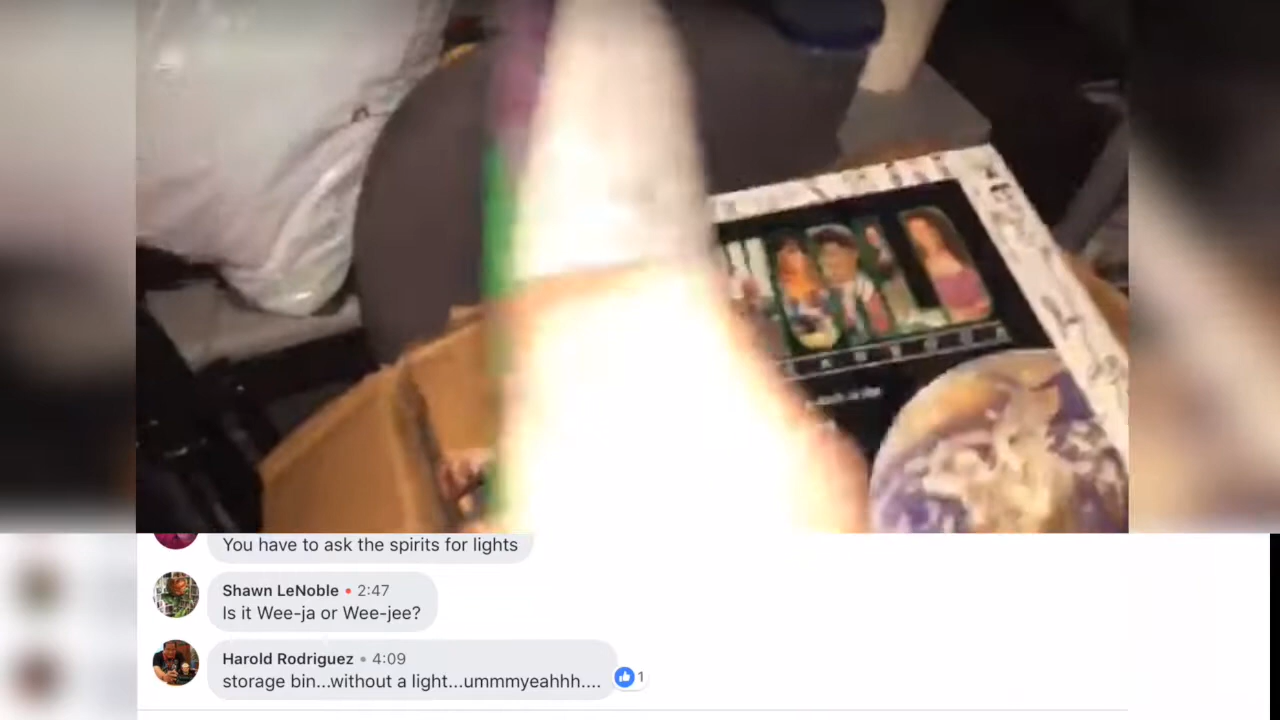 You have to ask the spirits for lights
Shawn LeNoble • 2:47
Is it Wee-ja or Wee-jee?
Harold Rodriguez • 4:09
storage bin...without a light...ummmyeahhh....
1